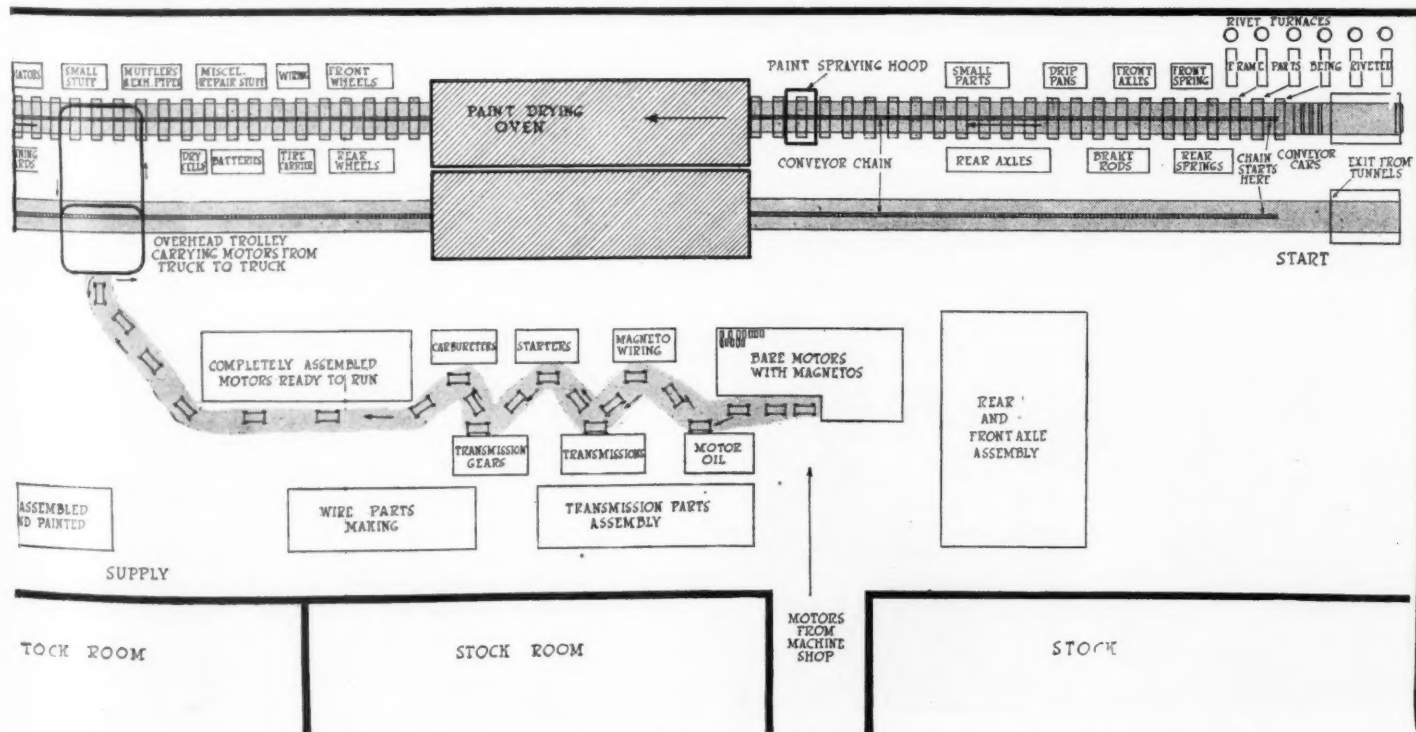 RIVET FURNACES
FRAME PARTS BEING RIVETED
IATORS
SMALL
STUFF
MUFFLERS
& EXH. PIPES
MISCEL.
REPAIR STUFF
WIRING
FRONT
WHEELS
PAINT SPRAYING HOOD
SMALL
PARTS
DRIP
PANS
FRONT
AXLES
FRONT
SPRING
PAINT DRYING
OVEN
NING
ARDS
DRY
CELLS
BATTERIES
TIRE
CARRIER
REAR
WHEELS
CONVEYOR CHAIN
REAR AXLES
BRAKE
RODS
REAR
SPRINGS
CHAIN
STARTS
HERE
CONVEYOR
CARS
EXIT FROM
TUNNELS
OVERHEAD TROLLEY
CARRYING MOTORS FROM
TRUCK TO TRUCK
START
COMPLETELY ASSEMBLED
MOTORS READY TO RUN
CARBURETERS
STARTERS
MAGNETO
WIRING
BARE MOTORS
WITH MAGNETOS
REAR
AND
FRONT AXLE
ASSEMBLY
TRANSMISSION
GEARS
TRANSMISSIONS
MOTOR
OIL
ASSEMBLED
ND PAINTED
WIRE PARTS
MAKING
TRANSMISSION PARTS
ASSEMBLY
SUPPLY
TOCK ROOM
STOCK ROOM
MOTORS
FROM
MACHINE
SHOP
STOCK